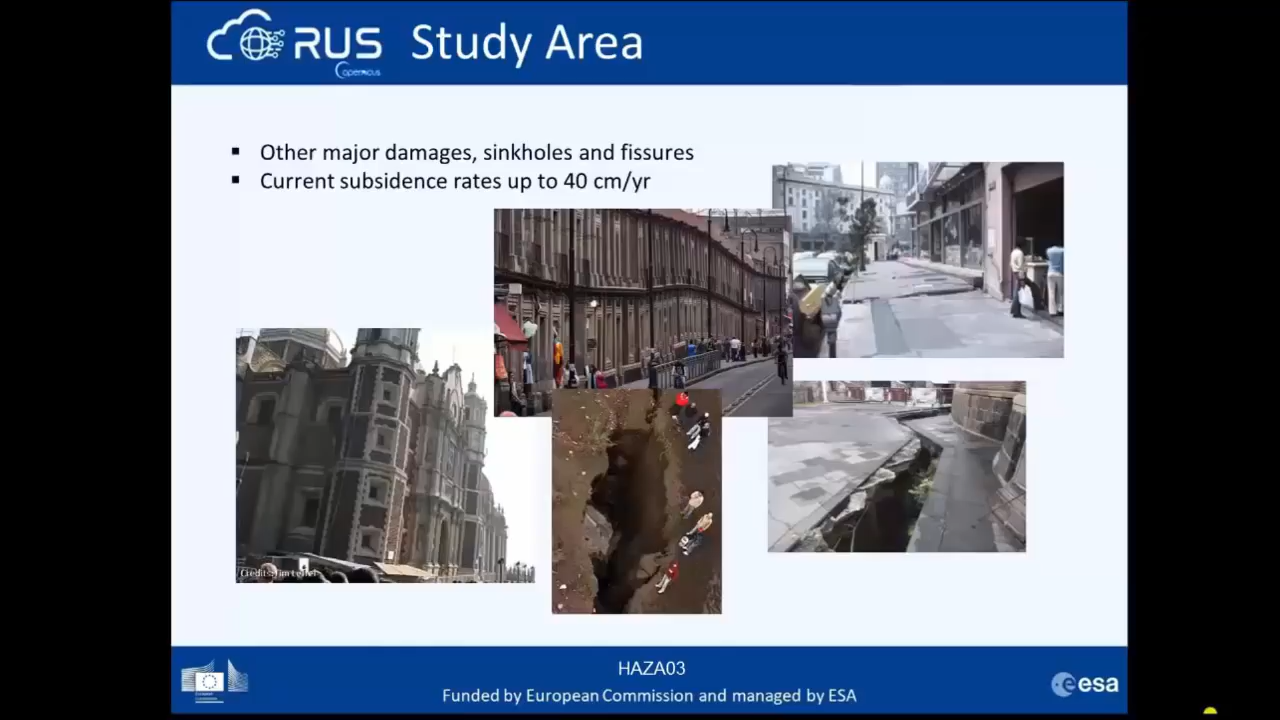 RUS
Copernicus
Study Area
Other major damages, sinkholes and fissures
Current subsidence rates up to 40 cm/yr
HAZA03
Funded by European Commission and managed by ESA
esa